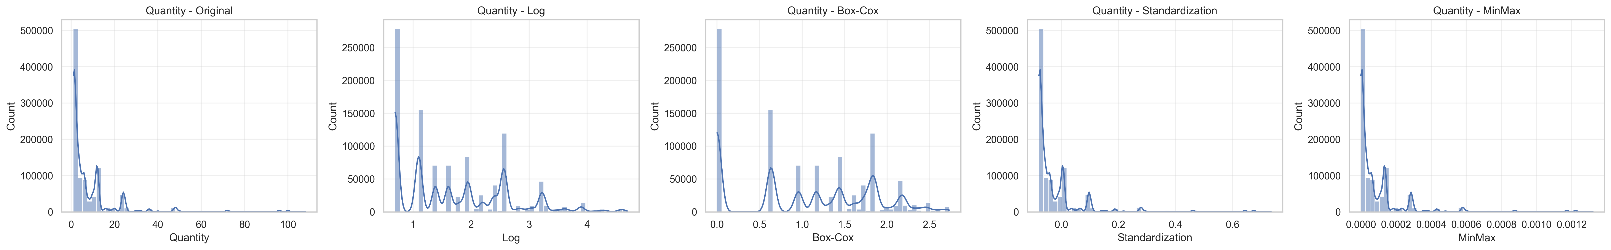 Quantity - Original
500000
400000
300000
200000
100000
0
Count
0 20 40 60 80 100
Quantity
Quantity - Log
250000
200000
150000
100000
50000
0
Count
1 2 3 4
Log
Quantity - Box-Cox
250000
200000
150000
100000
50000
0
Count
0.0 0.5 1.0 1.5 2.0 2.5
Box-Cox
Quantity - Standardization
500000
400000
300000
200000
100000
0
Count
0.0 0.2 0.4 0.6
Standardization
Quantity - MinMax
500000
400000
300000
200000
100000
0
Count
0.0000 0.0002 0.0004 0.0006 0.0008 0.0010 0.0012
MinMax